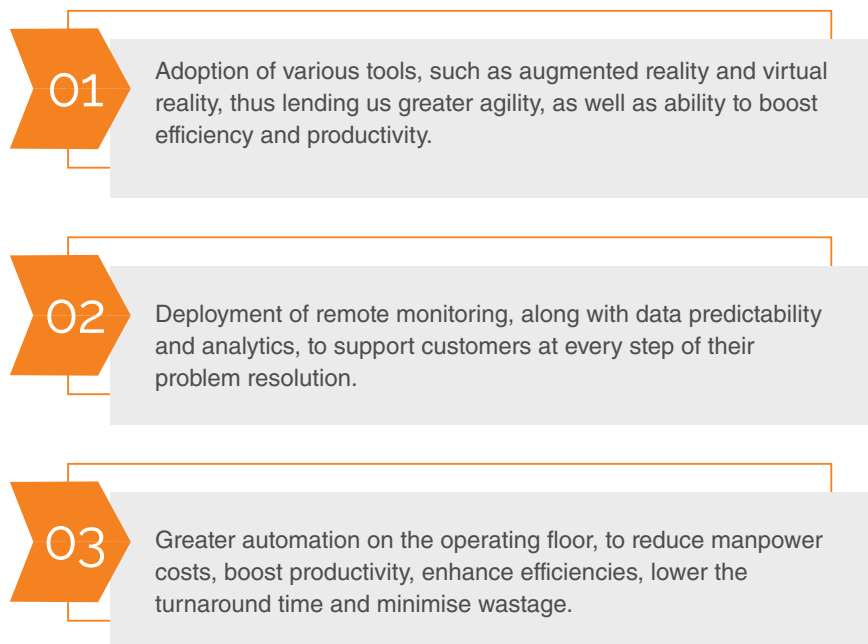 01
Adoption of various tools, such as augmented reality and virtual
reality, thus lending us greater agility, as well as ability to boost
efficiency and productivity.
02
Deployment of remote monitoring, along with data predictability
and analytics, to support customers at every step of their
problem resolution.
03
Greater automation on the operating floor, to reduce manpower
costs, boost productivity, enhance efficiencies, lower the
turnaround time and minimise wastage.